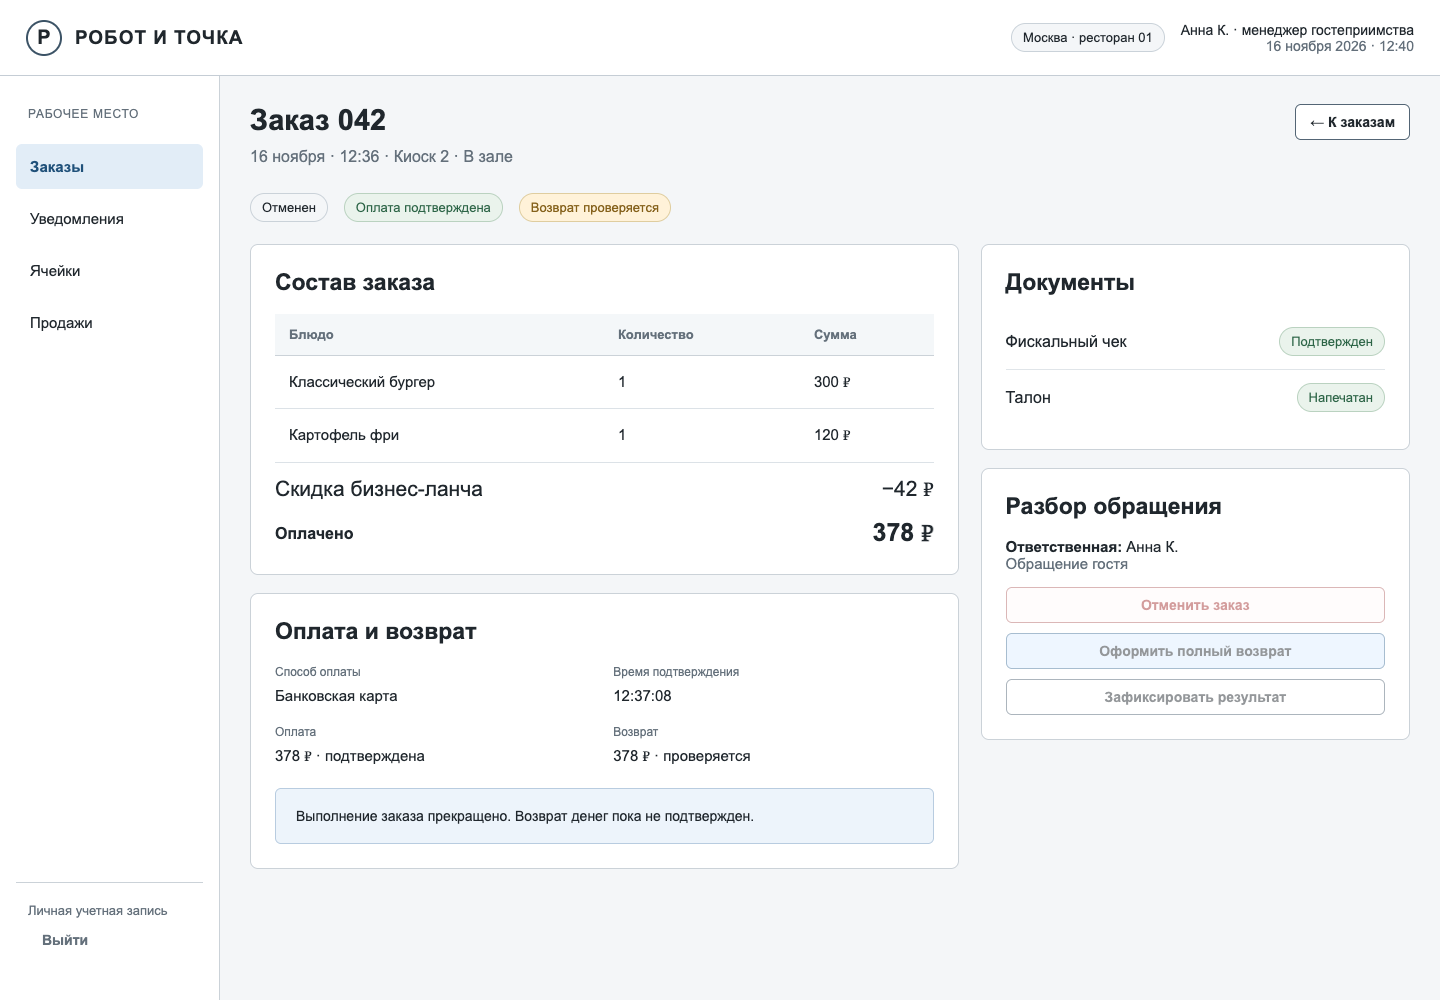 Р РОБОТ И ТОЧКА
Москва · ресторан 01
Анна К. · менеджер гостеприимства
16 ноября 2026 · 12:40
РАБОЧЕЕ МЕСТО
Заказы
Уведомления
Ячейки
Продажи
Личная учетная запись
Выйти
Заказ 042
16 ноября · 12:36 · Киоск 2 · В зале
← К заказам
Отменен Оплата подтверждена Возврат проверяется
Состав заказа
Блюдо Количество Сумма
Классический бургер 1 300 ₽
Картофель фри 1 120 ₽
Скидка бизнес-ланча −42 ₽
Оплачено 378 ₽
Оплата и возврат
Способ оплаты Время подтверждения
Банковская карта 12:37:08
Оплата Возврат
378 ₽ · подтверждена 378 ₽ · проверяется
Выполнение заказа прекращено. Возврат денег пока не подтвержден.
Документы
Фискальный чек Подтвержден
Талон Напечатан
Разбор обращения
Ответственная: Анна К.
Обращение гостя
Отменить заказ
Оформить полный возврат
Зафиксировать результат